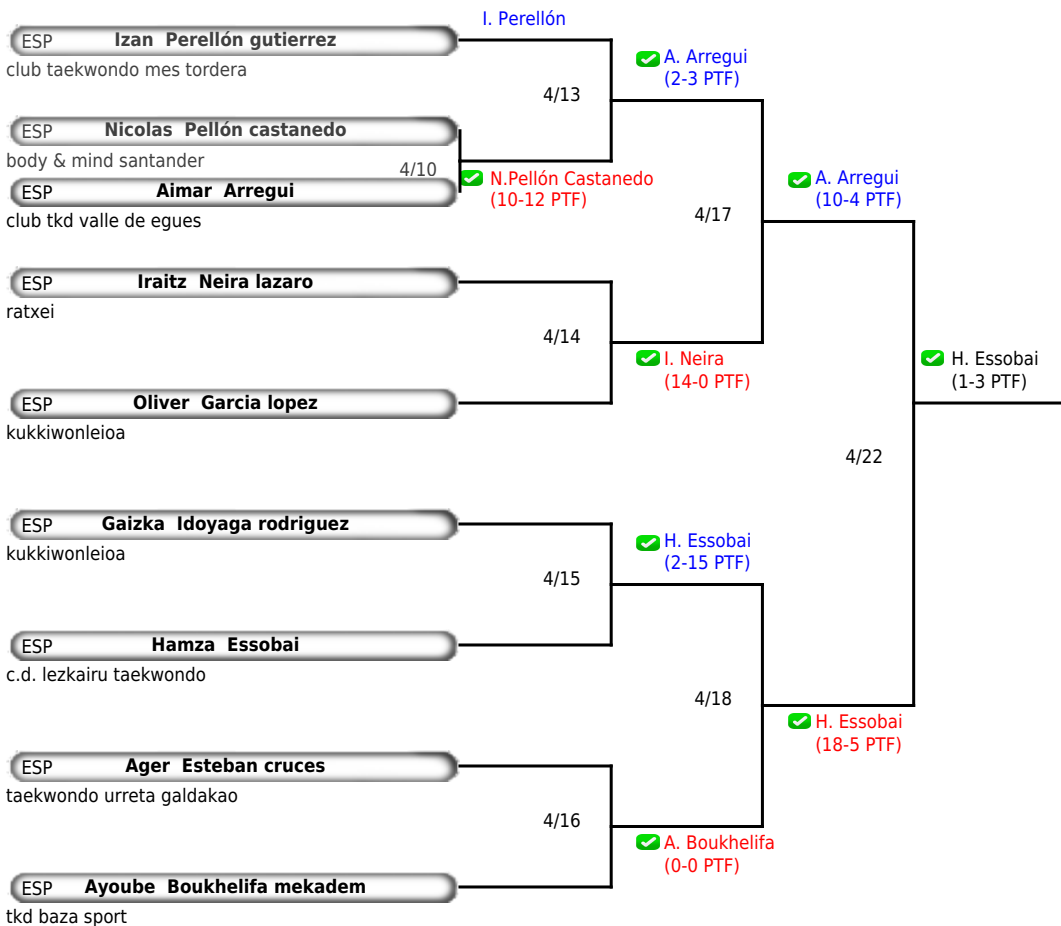 I. Perellón
ESP Izan Perellón gutierrez
club taekwondo mes tordera
A. Arregui
(2-3 PTF)
4/13
ESP Nicolas Pellón castanedo
body & mind santander
4/10
N.Pellón Castanedo
(10-12 PTF)
ESP Aimar Arregui
club tkd valle de egues
A. Arregui
(10-4 PTF)
4/17
ESP Iraitz Neira lazaro
ratxei
4/14
I. Neira
(14-0 PTF)
H. Essobai
(1-3 PTF)
ESP Oliver Garcia lopez
kukkiwonleioa
4/22
ESP Gaizka Idoyaga rodriguez
kukkiwonleioa
H. Essobai
(2-15 PTF)
4/15
ESP Hamza Essobai
c.d. lezkairu taekwondo
4/18
H. Essobai
(18-5 PTF)
ESP Ager Esteban cruces
taekwondo urreta galdakao
4/16
A. Boukhelifa
(0-0 PTF)
ESP Ayoube Boukhelifa mekadem
tkd baza sport